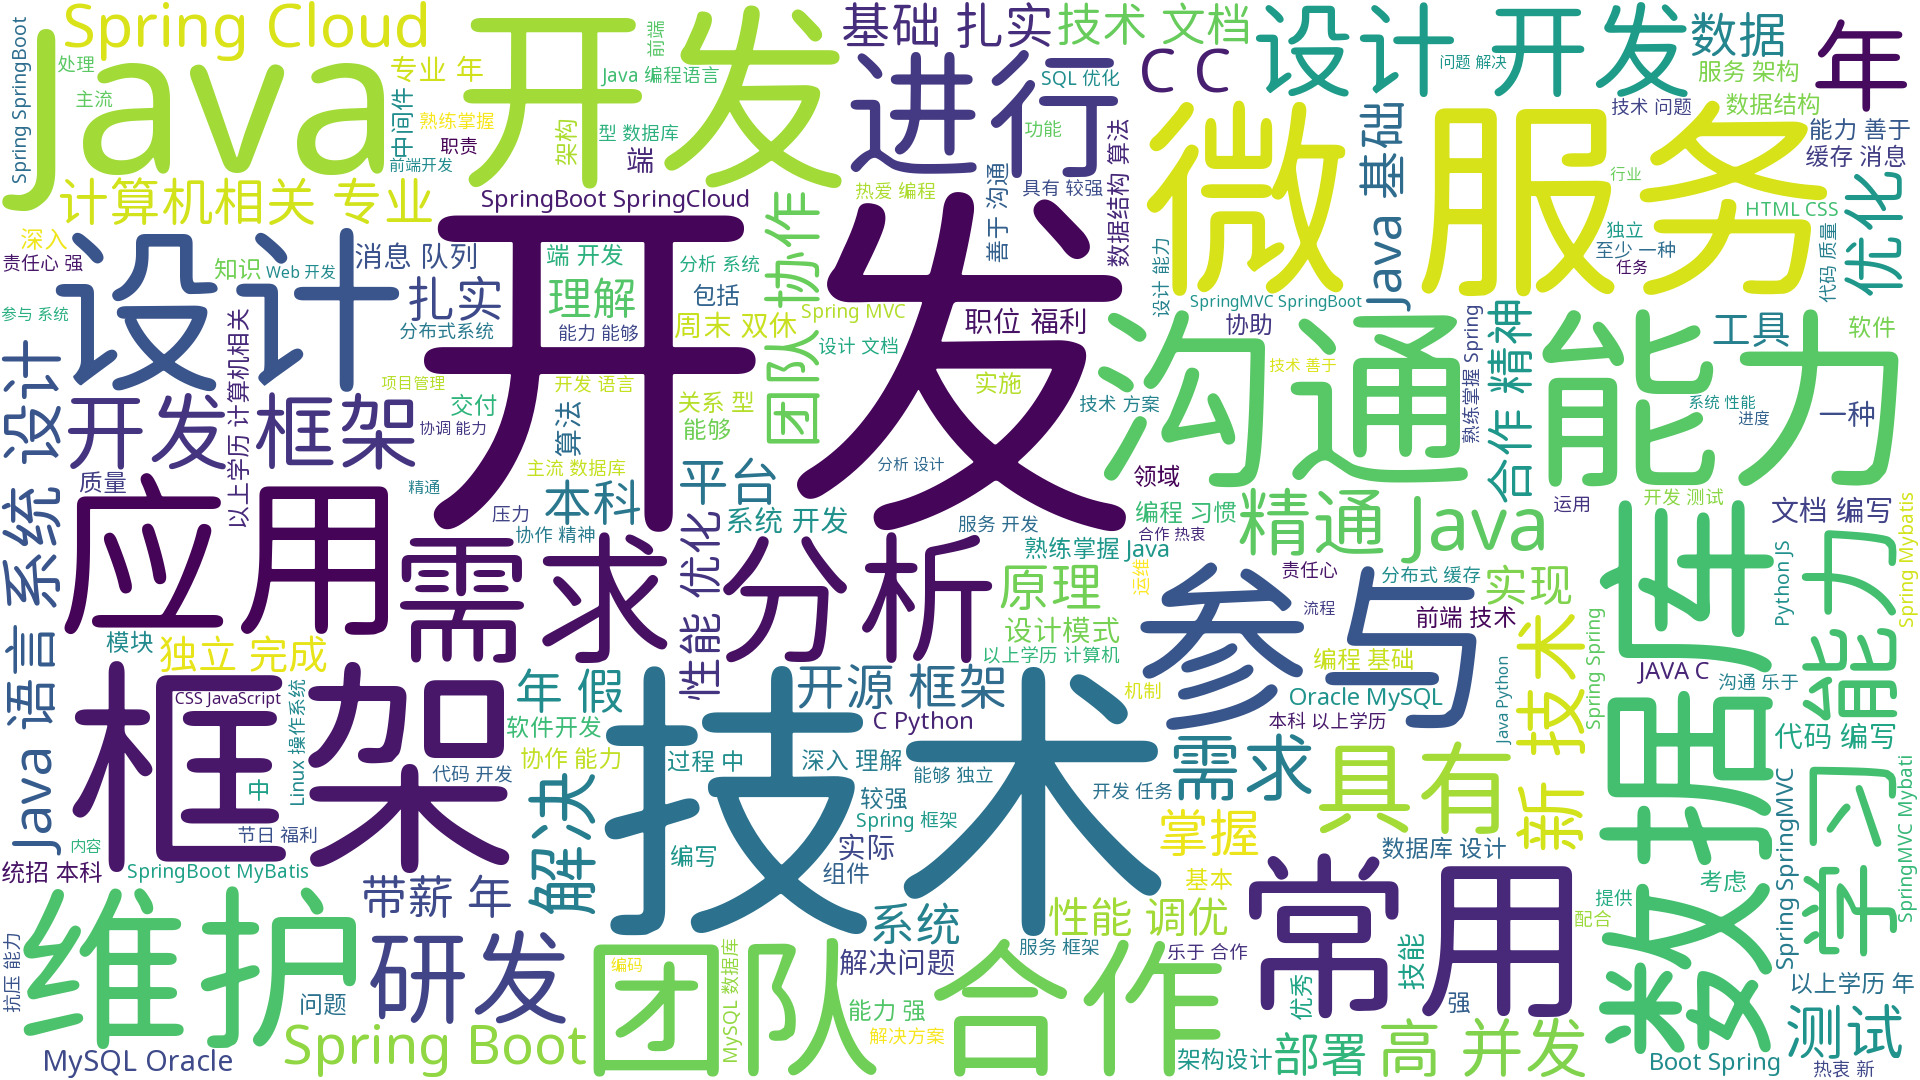 Spring Cloud
Java 开发
Spring SpringBoot
处理
主流
专业 年
中间件
熟练掌握
职责
前端开发
前端
Java 编程语言
架构
型 数据库
端
基础 扎实
技术 文档
进行
SQL 优化
C C
功能
数据结构 算法
设计 开发
问题 解决
数据
服务 架构
技术 问题
数据结构
年
能力 善于
缓存 消息
微服务
Java 基础
行业
HTML CSS
独立
至少 一种
任务
代码 质量
优化
计算机相关 专业
SpringBoot SpringCloud
热爱 编程
善于 沟通
具有 较强
深入
责任心 强
知识
Web 开发
消息 队列
设计
扎实
参与 系统
分布式系统
以上学历 计算机相关
开发
端 开发
理解
能力 能够
分析 系统
包括
周末 双休
团队 协作
Spring MVC
设计 文档
职位 福利
设计 能力
SpringMVC SpringBoot
协助
沟通能力
熟练掌握 Spring
合作 精神
工具
软件
一种
系统 性能
进度
技术 善于
技术 方案
实施
Java 语言
系统 设计
开发 框架
项目管理
协调 能力
交付
开发 语言
算法
关系 型
能够
主流 数据库
分析 设计
领域
质量
精通
压力
本科
协作 精神
平台
系统 开发
性能 优化
服务 开发
编程 习惯
合作 热衷
精通 Java
运用
开发 测试
文档 编写
应用
需求分析
熟练掌握 Java
原理
运维
责任心
分布式 缓存
流程
前端 技术
实现
参与
数据库
Python JS
学习能力
Spring Mybatis
模块
独立 完成
设计模式
以上学历 计算机
机制
编程 基础
Oracle MySQL
本科 以上学历
Java Python
新 技术
Spring Spring
JAVA C
沟通 乐于
代码 编写
框架
CSS JavaScript
Linux 操作系统
中
节日 福利
年 假
软件开发
协作 能力
代码 开发
解决
技术
开源 框架
C Python
过程 中
深入 理解
能够 独立
较强
Spring 框架
实际
编写
组件
开发 任务
需求
掌握
具有
数据库 设计
基本
Spring SpringMVC
SpringMVC Mybati
考虑
内容
统招 本科
SpringBoot MyBatis
带薪 年
维护
抗压 能力
问题
研发
MySQL Oracle
Spring Boot
编码
团队合作
MySQL 数据库
系统
解决问题
能力 强
解决方案
性能 调优
服务 框架
乐于 合作
架构设计
优秀
常用
部署
技能
强
高 并发
提供
配合
以上学历 年
测试
Boot Spring
热衷 新